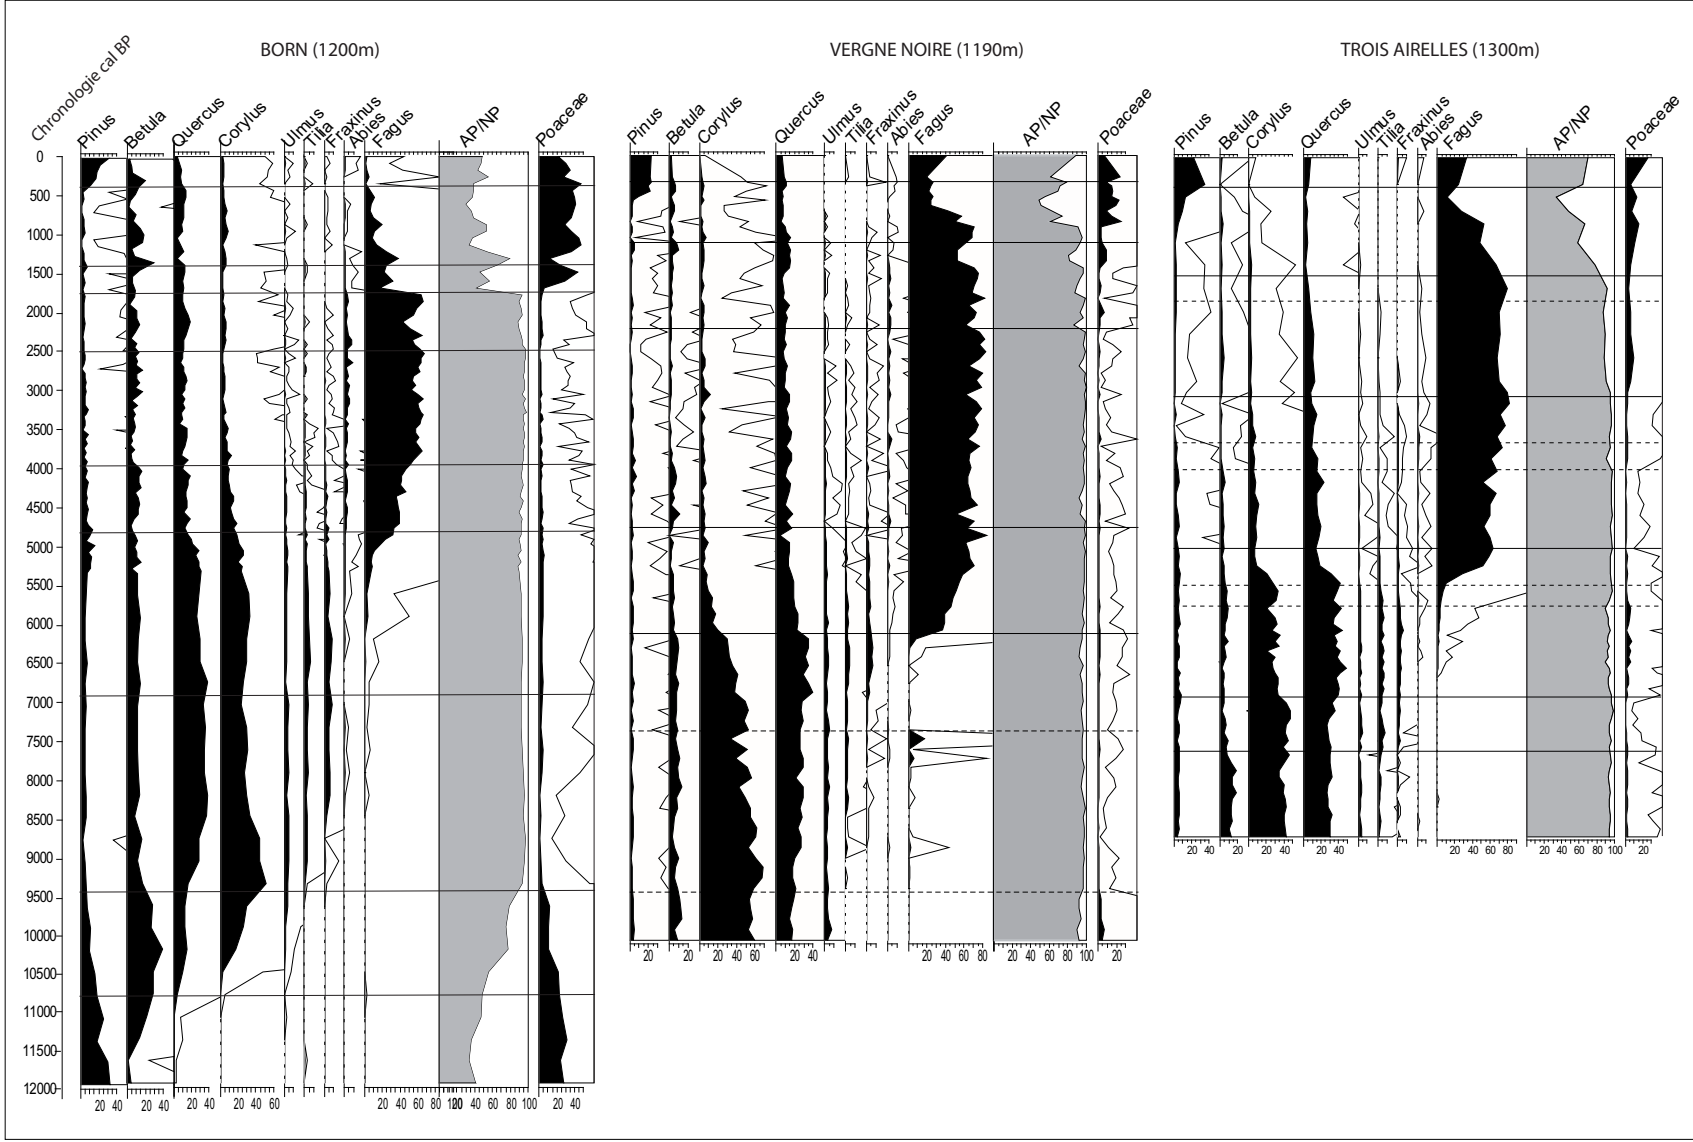 BORN (1200m)
VERGNE NOIRE (1190m)
TROIS AIRELLES (1300m)
Chronologie cal BP
Pinus Betula Quercus Corylus Ulmus Tilia Fraxinus Abies Fagus AP/NP Poaceae
Pinus Betula Corylus Quercus Ulmus Tilia Fraxinus Abies Fagus AP/NP Poaceae
Pinus Betula Corylus Quercus Ulmus Tilia Fraxinus Abies Fagus AP/NP Poaceae
0
500
1000
1500
2000
2500
3000
3500
4000
4500
5000
5500
6000
6500
7000
7500
8000
8500
9000
9500
10000
10500
11000
11500
12000
20 40 20 40 20 40 20 40 60 20 40 60 80 100 20 40 60 80 100 20 40
20 20 20 40 60 20 40 20 40 60 80 20 40 60 80 100 20
20 40 20 20 40 20 40 20 40 60 80 20 40 60 80 100 20